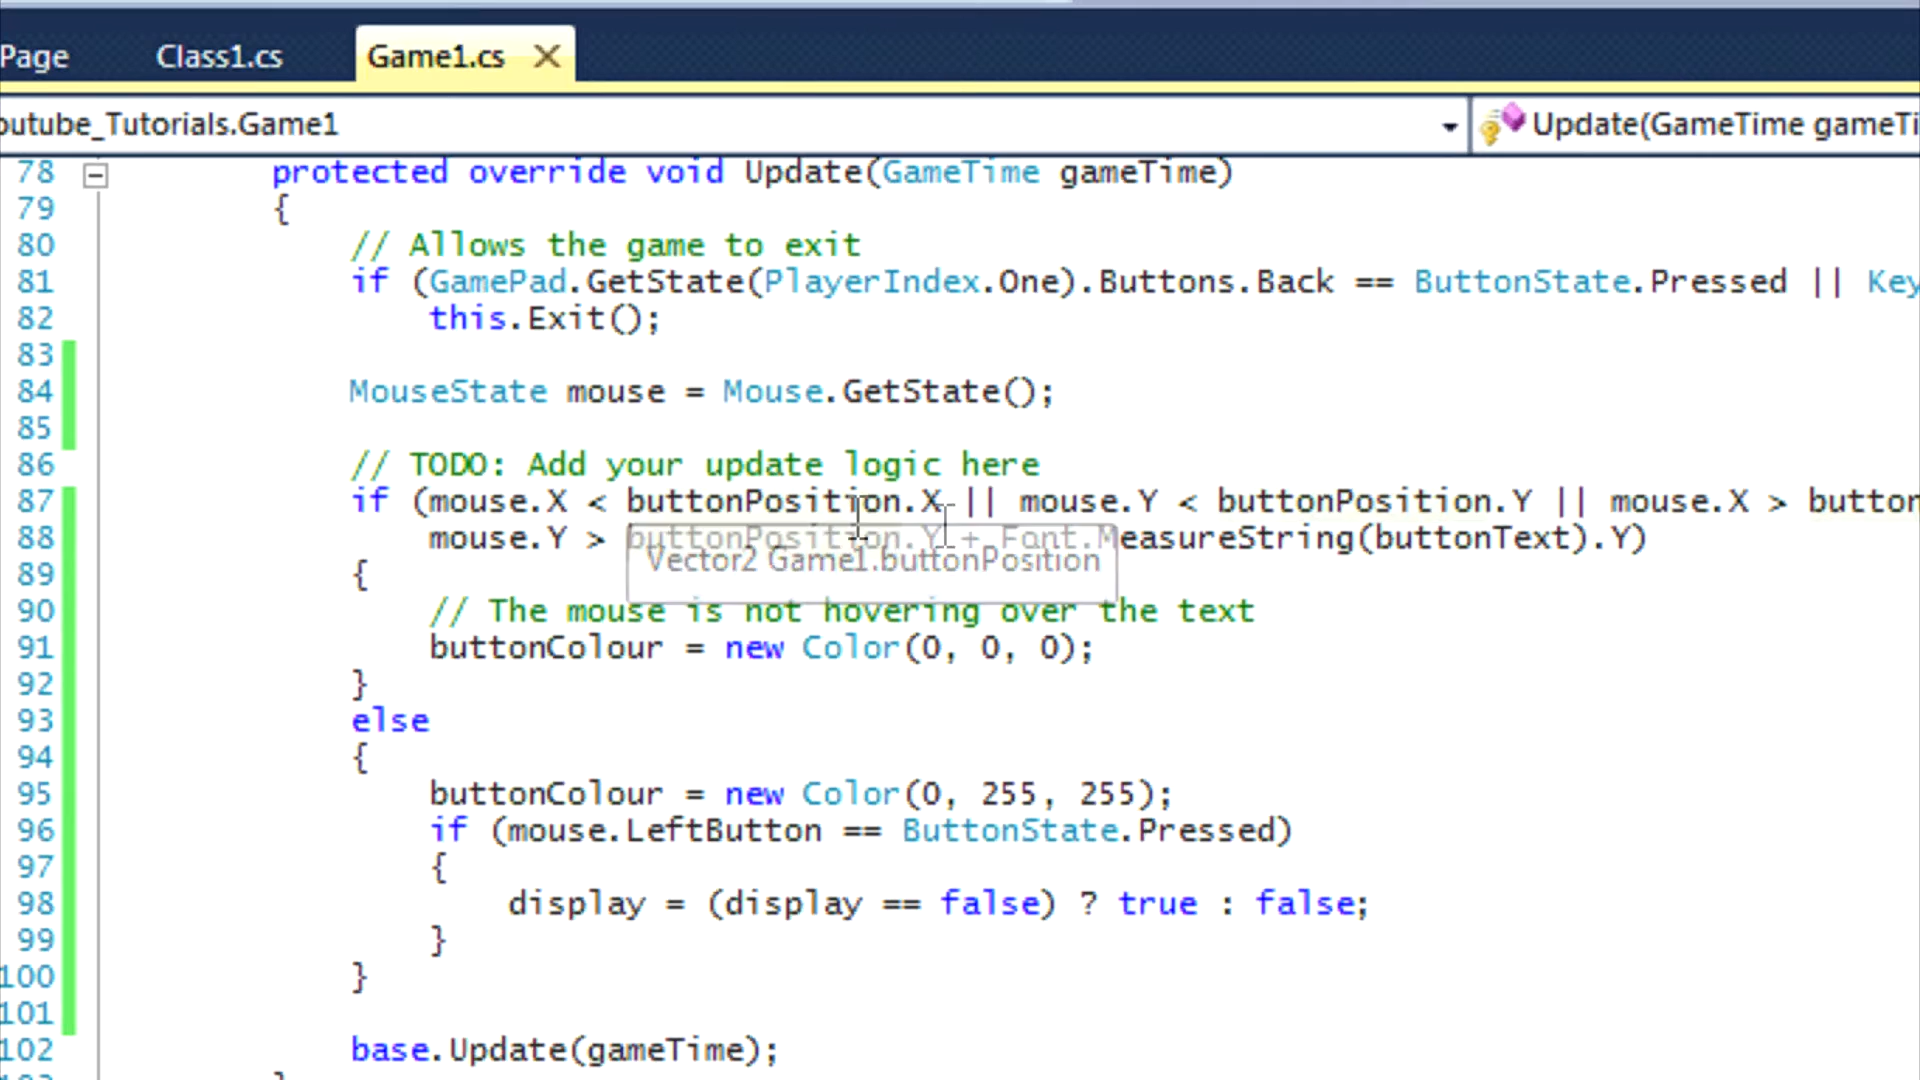 Page Class1.cs Game1.cs
outube_Tutorials.Game1 Update(GameTime gameTi
78 protected override void Update(GameTime gameTime)
79 {
80 // Allows the game to exit
81 if (GamePad.GetState(PlayerIndex.One).Buttons.Back == ButtonState.Pressed || Key
82 this.Exit();
83
84 MouseState mouse = Mouse.GetState();
85
86 // TODO: Add your update logic here
87 if (mouse.X < buttonPosition.X || mouse.Y < buttonPosition.Y || mouse.X > button
88 mouse.Y > buttonPosition.Y + Font.MeasureString(buttonText).Y)
Vector2 Game1.buttonPosition
89 {
90 // The mouse is not hovering over the text
91 buttonColour = new Color(0, 0, 0);
92 }
93 else
94 {
95 buttonColour = new Color(0, 255, 255);
96 if (mouse.LeftButton == ButtonState.Pressed)
97 {
98 display = (display == false) ? true : false;
99 }
100 }
101
102 base.Update(gameTime);